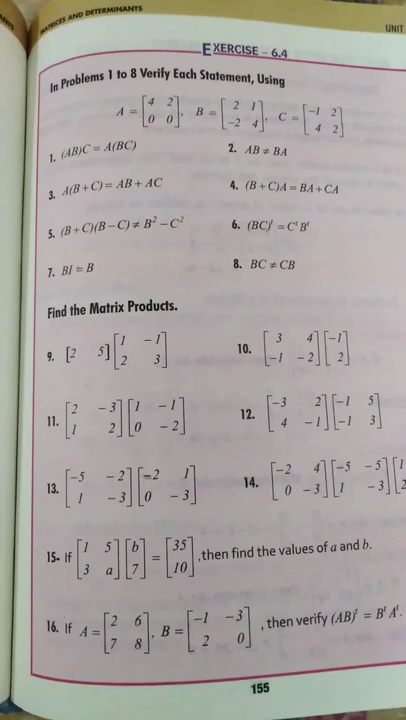 MATRICES AND DETERMINANTS
UNIT
EXERCISE – 6.4
In Problems 1 to 8 Verify Each Statement, Using
A = [4 2; 0 0], B = [2 1; -2 4], C = [-1 2; 4 2]
1. (AB)C = A(BC)
2. AB ≠ BA
3. A(B + C) = AB + AC
4. (B + C)A = BA + CA
5. (B + C)(B − C) ≠ B² − C²
6. (BC)ᵗ = Cᵗ Bᵗ
7. BI = B
8. BC ≠ CB
Find the Matrix Products.
9. [2 5][1 -1; 2 3]
10. [3 4; -1 -2][-1; 2]
11. [2 -3; 1 2][1 -1; 0 -2]
12. [-3 2; 4 -1][-1 5; -1 3]
13. [-5 -2; 1 -3][-2 1; 0 -3]
14. [-2 4; 0 -3][-5 -5; 1 -3][1
15- If [1 5; 3 a][b; 7] = [35; 10] ,then find the values of a and b.
16. If A = [2 6; 7 8], B = [-1 -3; 2 0] , then verify (AB)ᵗ = Bᵗ Aᵗ.
155